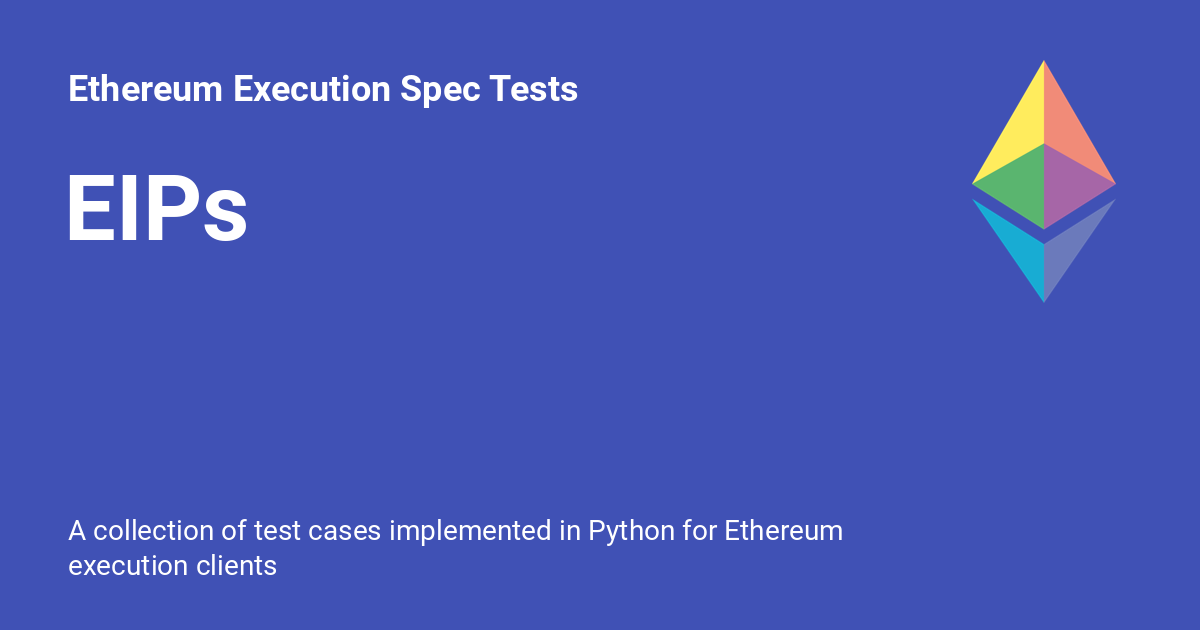 Ethereum Execution Spec Tests
EIPs
A collection of test cases implemented in Python for Ethereum
execution clients